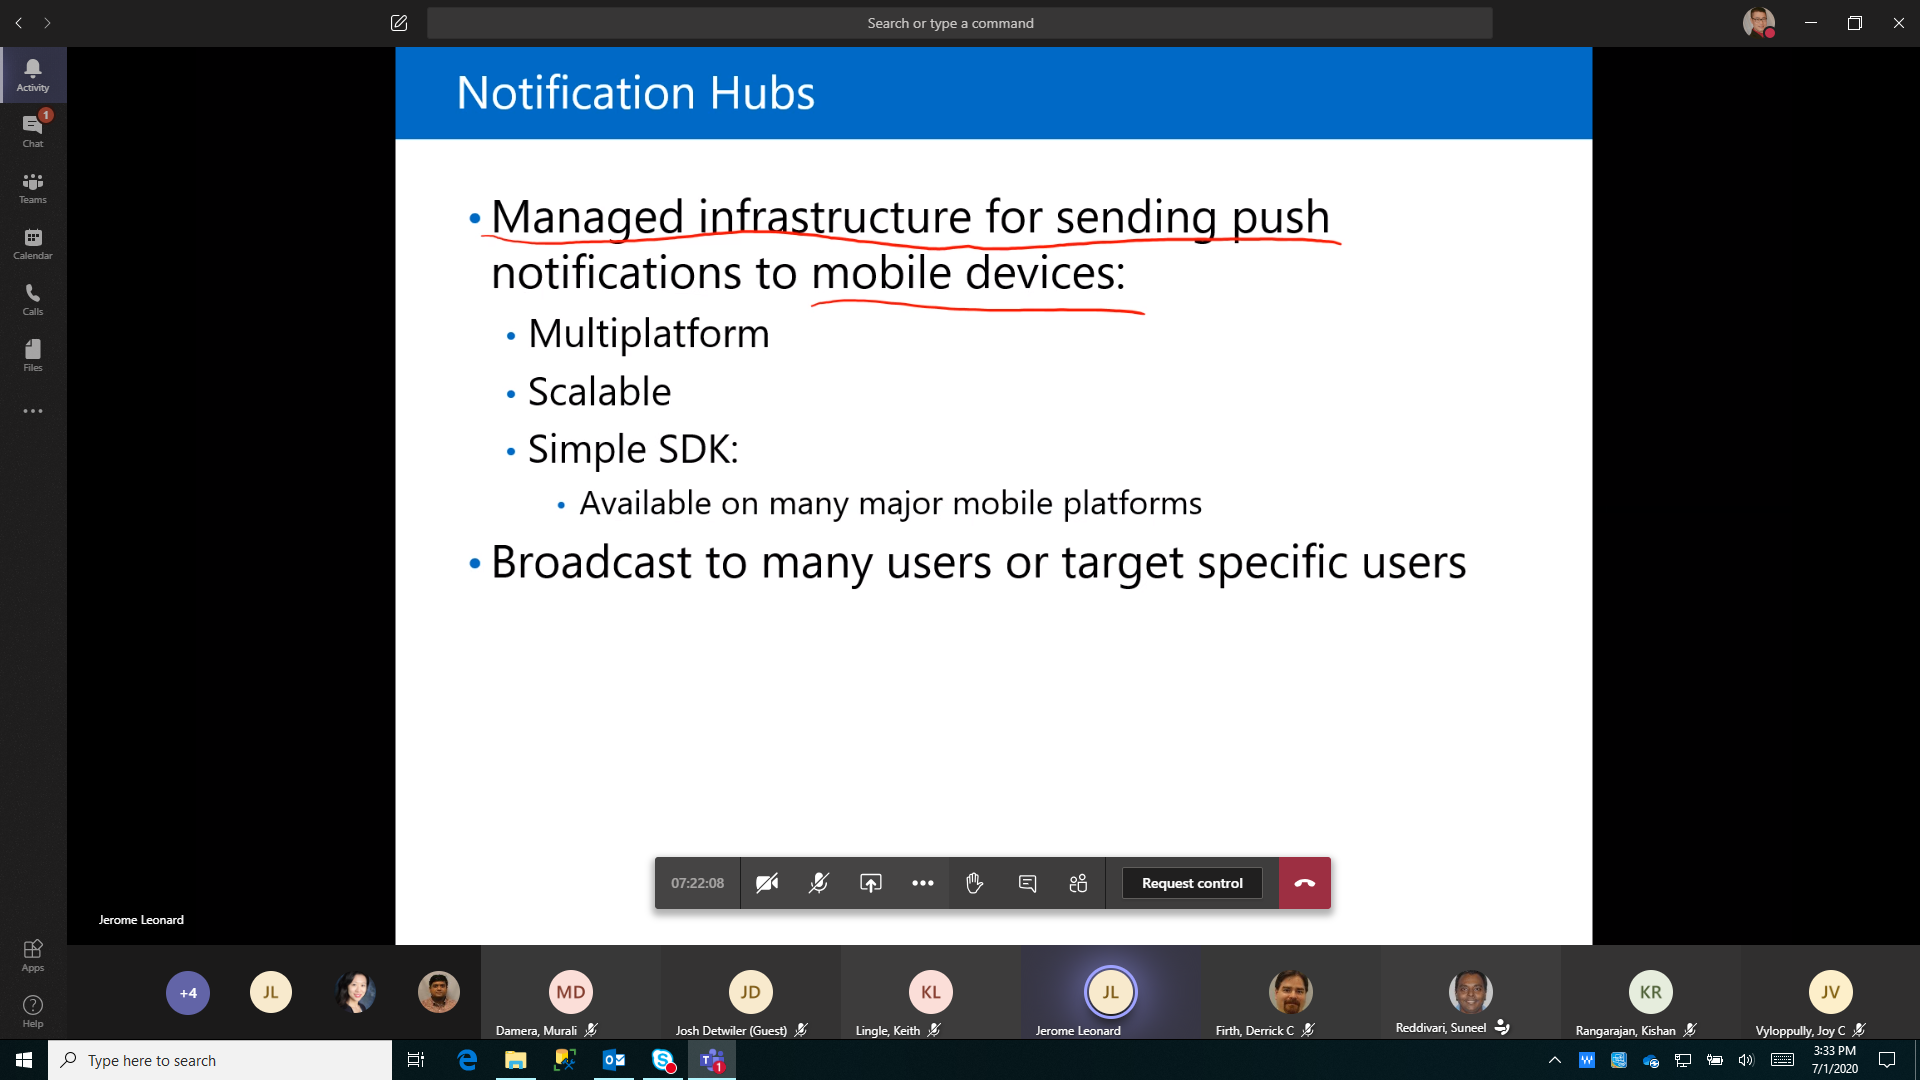 Search or type a command
Activity
1
Chat
Teams
Calendar
Calls
Files
Notification Hubs
• Managed infrastructure for sending push
notifications to mobile devices:
• Multiplatform
• Scalable
• Simple SDK:
• Available on many major mobile platforms
• Broadcast to many users or target specific users
07:22:08
Request control
Jerome Leonard
Apps
Help
+4
JL
MD
JD
KL
JL
KR
JV
Damera, Murali
Josh Detwiler (Guest)
Lingle, Keith
Jerome Leonard
Firth, Derrick C
Reddivari, Suneel
Rangarajan, Kishan
Vyloppully, Joy C
Type here to search
3:33 PM
7/1/2020